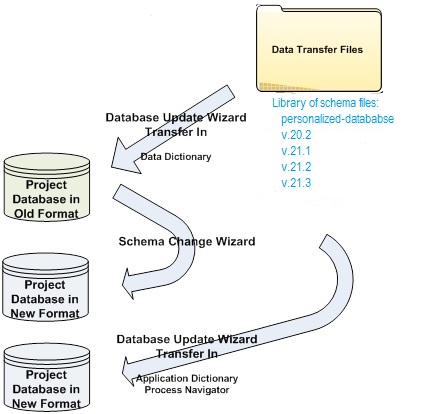 Data Transfer Files
Library of schema files:
personalized-datababse
v.20.2
v.21.1
v.21.2
v.21.3
Database Update Wizard
Transfer In
Data Dictionary
Project
Database in
Old Format
Schema Change Wizard
Project
Database in
New Format
Database Update Wizard
Transfer In
Application Dictionary
Process Navigator
Project
Database in
New Format